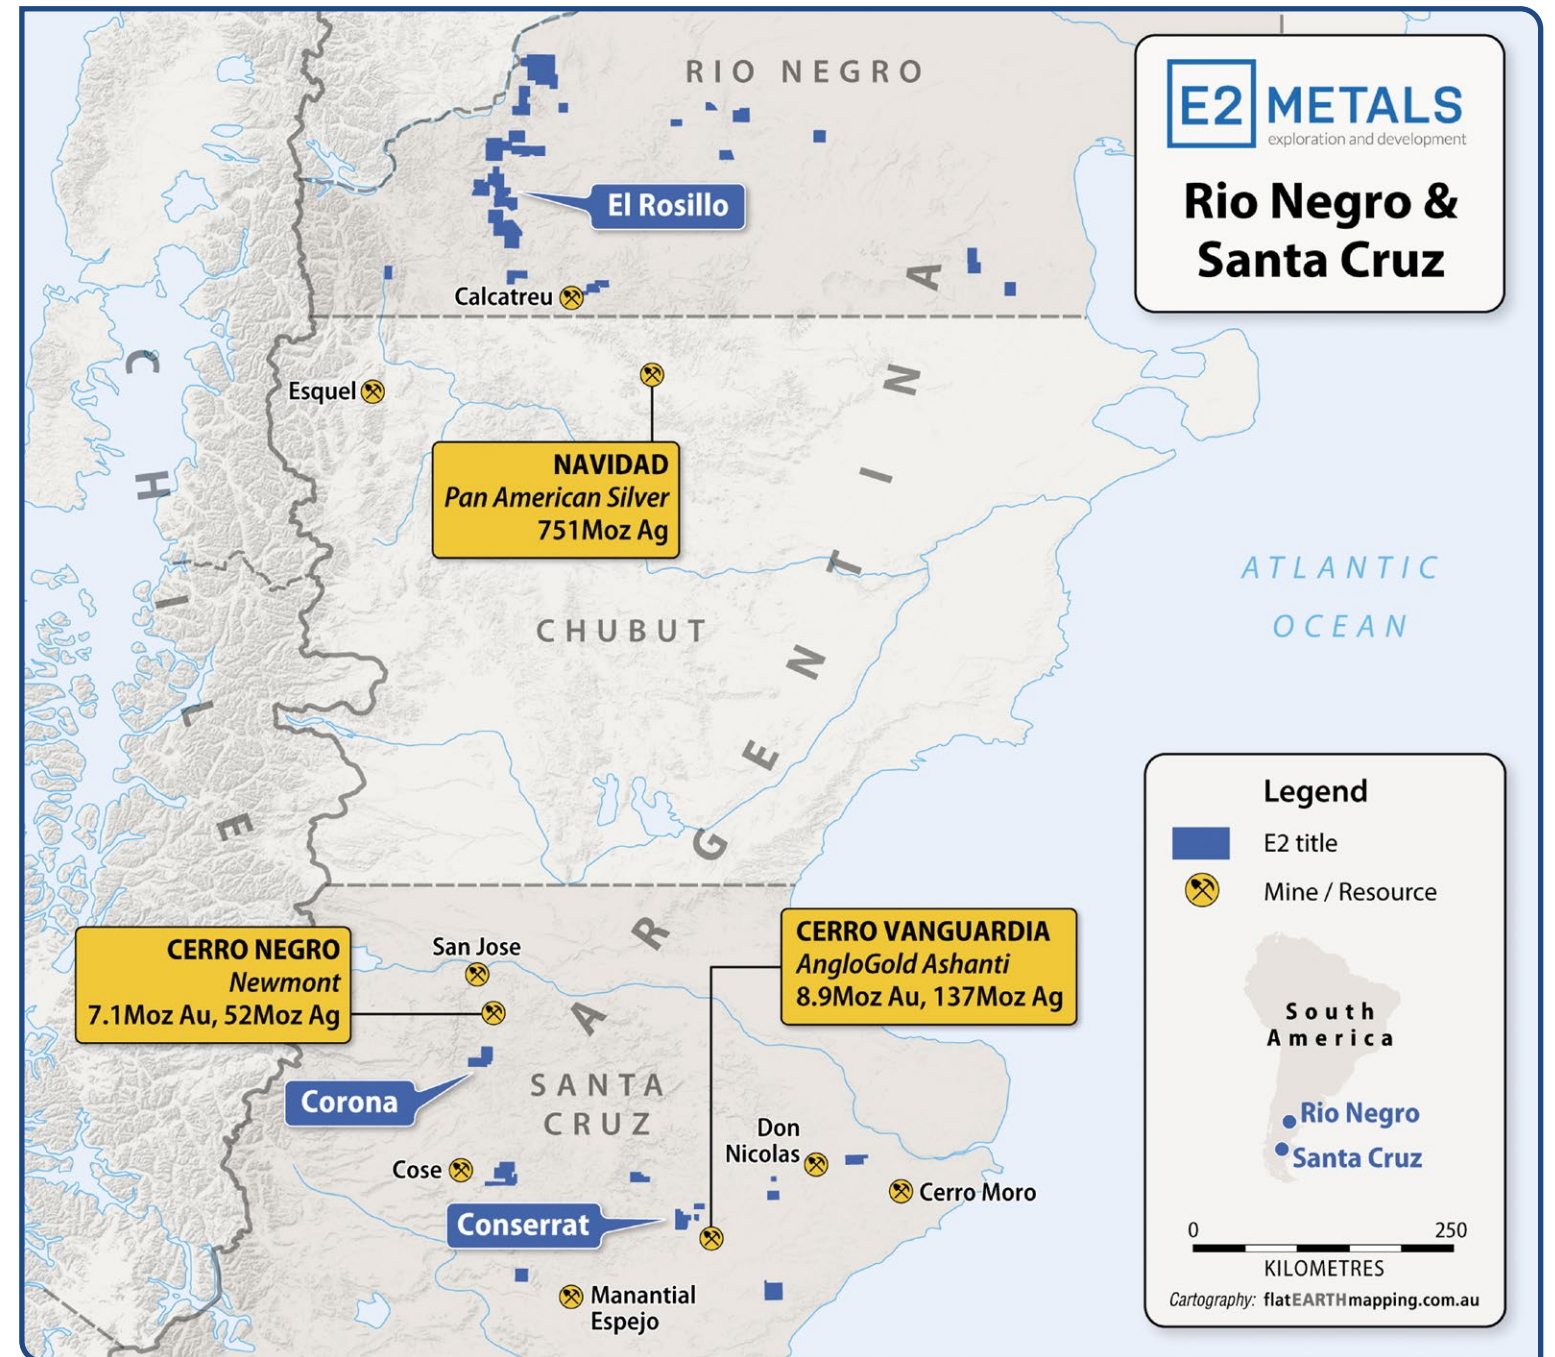 RIO NEGRO
E2 METALS
exploration and development
Rio Negro &
Santa Cruz
El Rosillo
Calcatreu
Esquel
NAVIDAD
Pan American Silver
751Moz Ag
CHILE
ARGENTINA
CHUBUT
ATLANTIC
OCEAN
CERRO NEGRO
Newmont
7.1Moz Au, 52Moz Ag
San Jose
CERRO VANGUARDIA
AngloGold Ashanti
8.9Moz Au, 137Moz Ag
Corona
SANTA
CRUZ
Don
Nicolas
Cose
Cerro Moro
Conserrat
Manantial
Espejo
Legend
E2 title
Mine / Resource
South
America
Rio Negro
Santa Cruz
0 250
KILOMETRES
Cartography: flatEARTHmapping.com.au